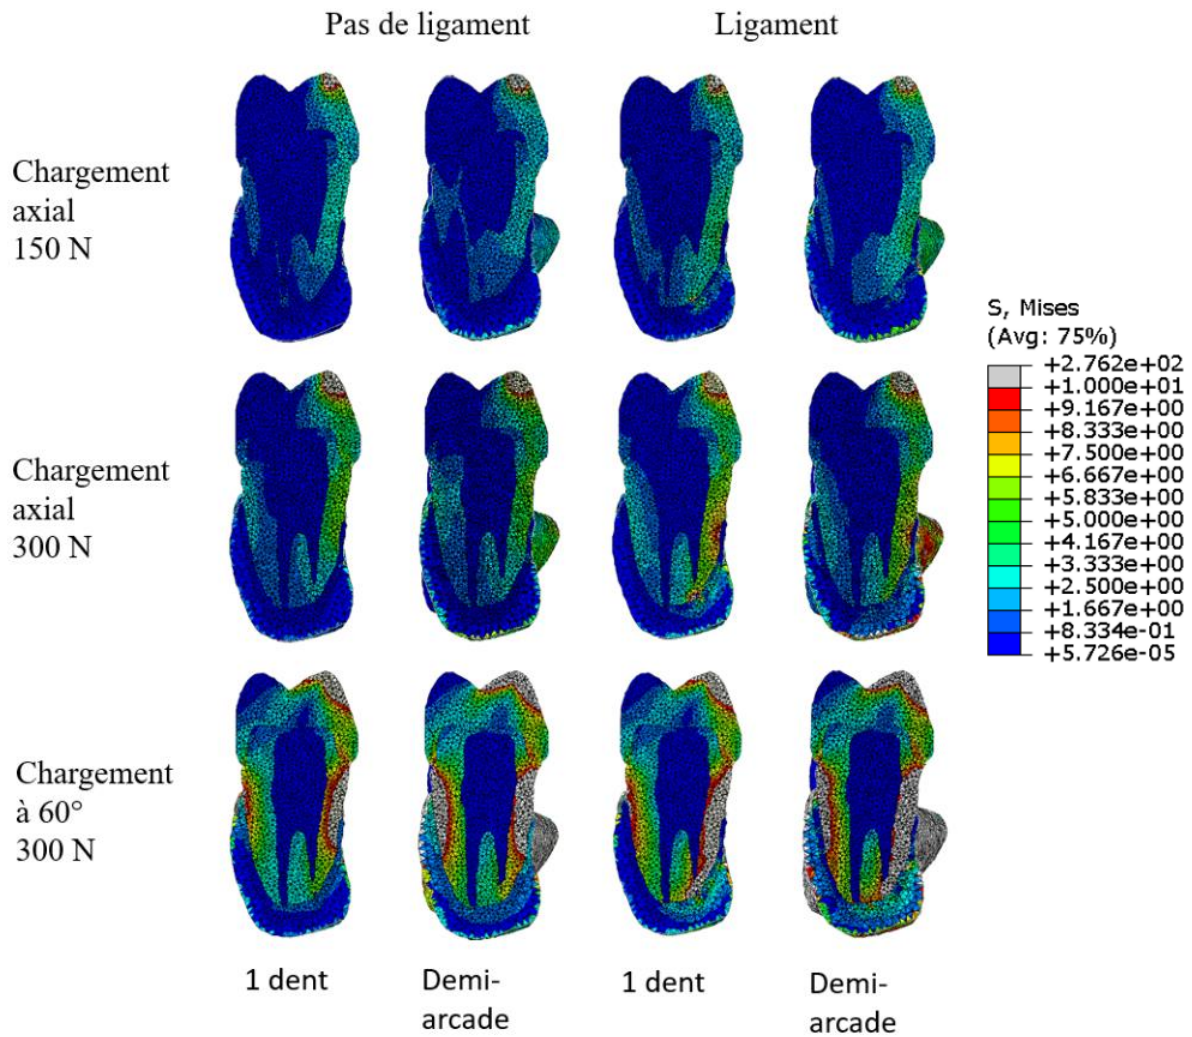 Pas de ligament
Ligament
Chargement
axial
150 N
Chargement
axial
300 N
Chargement
à 60°
300 N
S, Mises
(Avg: 75%)
+2.762e+02
+1.000e+01
+9.167e+00
+8.333e+00
+7.500e+00
+6.667e+00
+5.833e+00
+5.000e+00
+4.167e+00
+3.333e+00
+2.500e+00
+1.667e+00
+8.334e-01
+5.726e-05
1 dent
Demi-
arcade
1 dent
Demi-
arcade